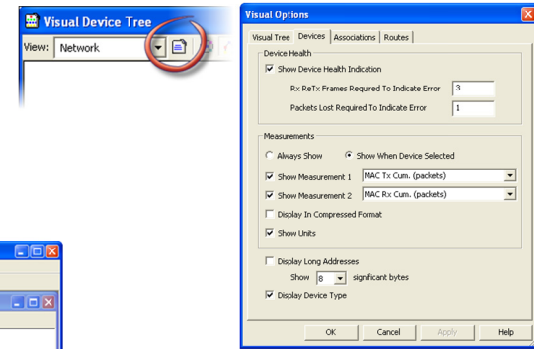 Visual Device Tree
View: Network
Visual Options
Visual Tree Devices Associations Routes
Device Health
Show Device Health Indication
Rx ReTx Frames Required To Indicate Error 3
Packets Lost Required To Indicate Error 1
Measurements
Always Show Show When Device Selected
Show Measurement 1 MAC Tx Cum. (packets)
Show Measurement 2 MAC Rx Cum. (packets)
Display In Compressed Format
Show Units
Display Long Addresses
Show 8 signficant bytes
Display Device Type
OK Cancel Apply Help